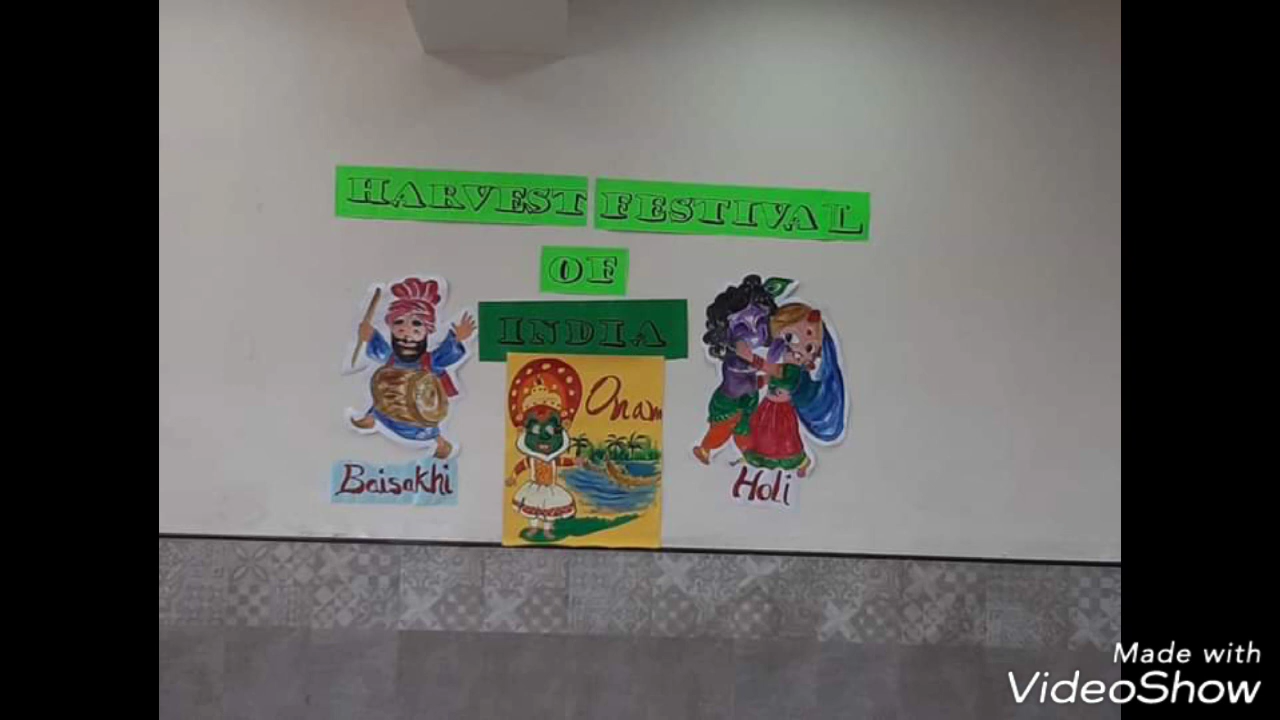 HARVEST FESTIVAL
OF
INDIA
Onam
Baisakhi
Holi
Made with
VideoShow